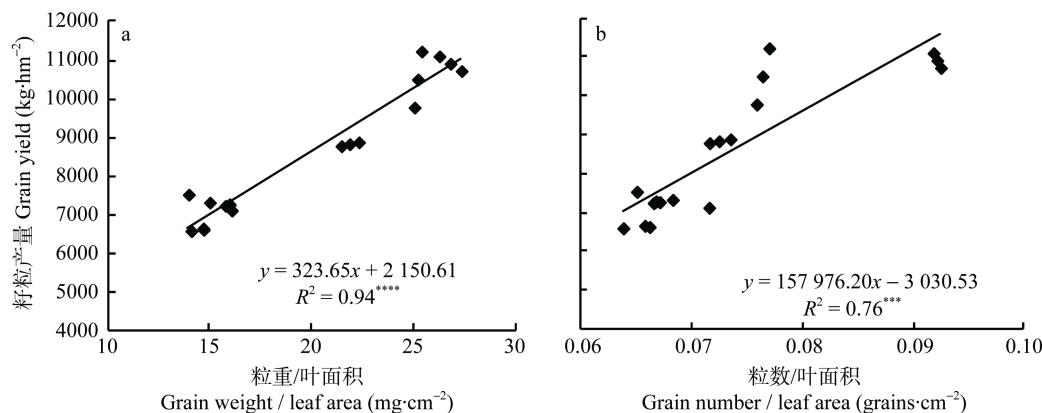 籽粒产量 Grain yield (kg·hm⁻²)
12000
11000
10000
9000
8000
7000
6000
5000
4000
a
y = 323.65x + 2 150.61
R² = 0.94****
10 15 20 25 30
粒重/叶面积
Grain weight / leaf area (mg·cm⁻²)
b
y = 157 976.20x − 3 030.53
R² = 0.76***
0.06 0.07 0.08 0.09 0.10
粒数/叶面积
Grain number / leaf area (grains·cm⁻²)